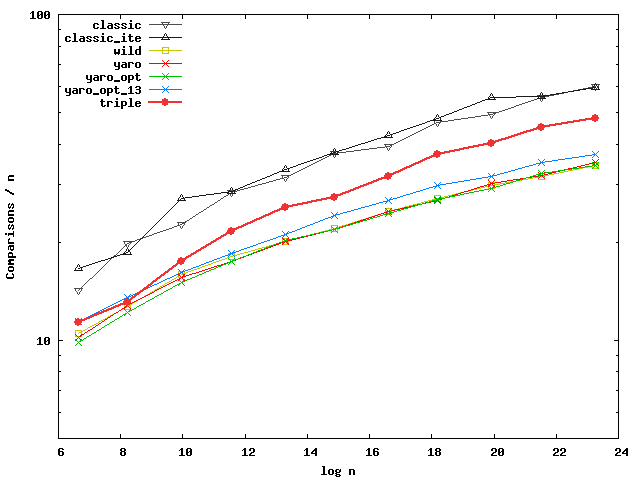 100
classic
classic_ite
wild
yaro
yaro_opt
yaro_opt_13
triple
Comparisons / n
10
6 8 10 12 14 16 18 20 22 24
log n